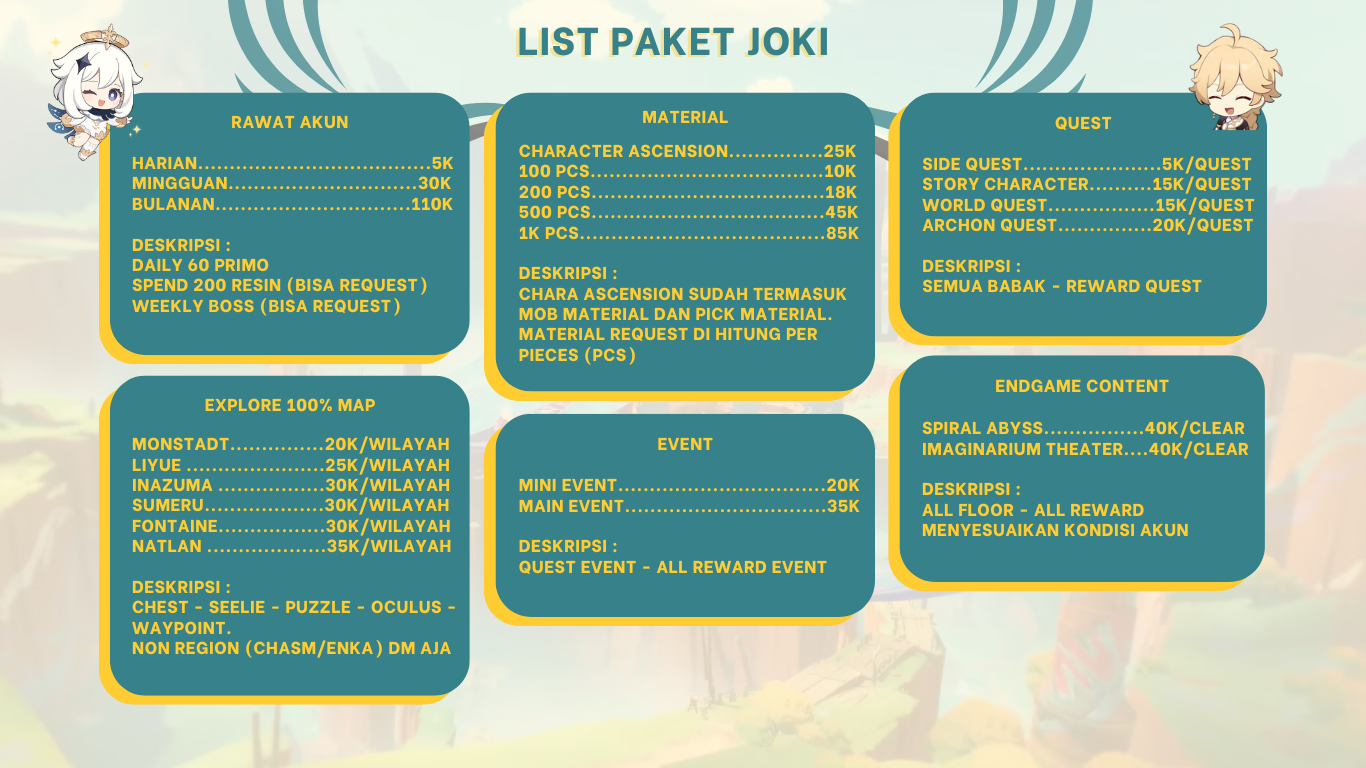 LIST PAKET JOKI
RAWAT AKUN
HARIAN.....................................5K
MINGGUAN..............................30K
BULANAN...............................110K
DESKRIPSI :
DAILY 60 PRIMO
SPEND 200 RESIN (BISA REQUEST)
WEEKLY BOSS (BISA REQUEST)
EXPLORE 100% MAP
MONSTADT...............20K/WILAYAH
LIYUE ......................25K/WILAYAH
INAZUMA .................30K/WILAYAH
SUMERU...................30K/WILAYAH
FONTAINE.................30K/WILAYAH
NATLAN ...................35K/WILAYAH
DESKRIPSI :
CHEST - SEELIE - PUZZLE - OCULUS -
WAYPOINT.
NON REGION (CHASM/ENKA) DM AJA
MATERIAL
CHARACTER ASCENSION...............25K
100 PCS.....................................10K
200 PCS.....................................18K
500 PCS.....................................45K
1K PCS.......................................85K
DESKRIPSI :
CHARA ASCENSION SUDAH TERMASUK
MOB MATERIAL DAN PICK MATERIAL.
MATERIAL REQUEST DI HITUNG PER
PIECES (PCS)
EVENT
MINI EVENT.................................20K
MAIN EVENT................................35K
DESKRIPSI :
QUEST EVENT - ALL REWARD EVENT
QUEST
SIDE QUEST......................5K/QUEST
STORY CHARACTER..........15K/QUEST
WORLD QUEST.................15K/QUEST
ARCHON QUEST...............20K/QUEST
DESKRIPSI :
SEMUA BABAK - REWARD QUEST
ENDGAME CONTENT
SPIRAL ABYSS................40K/CLEAR
IMAGINARIUM THEATER....40K/CLEAR
DESKRIPSI :
ALL FLOOR - ALL REWARD
MENYESUAIKAN KONDISI AKUN